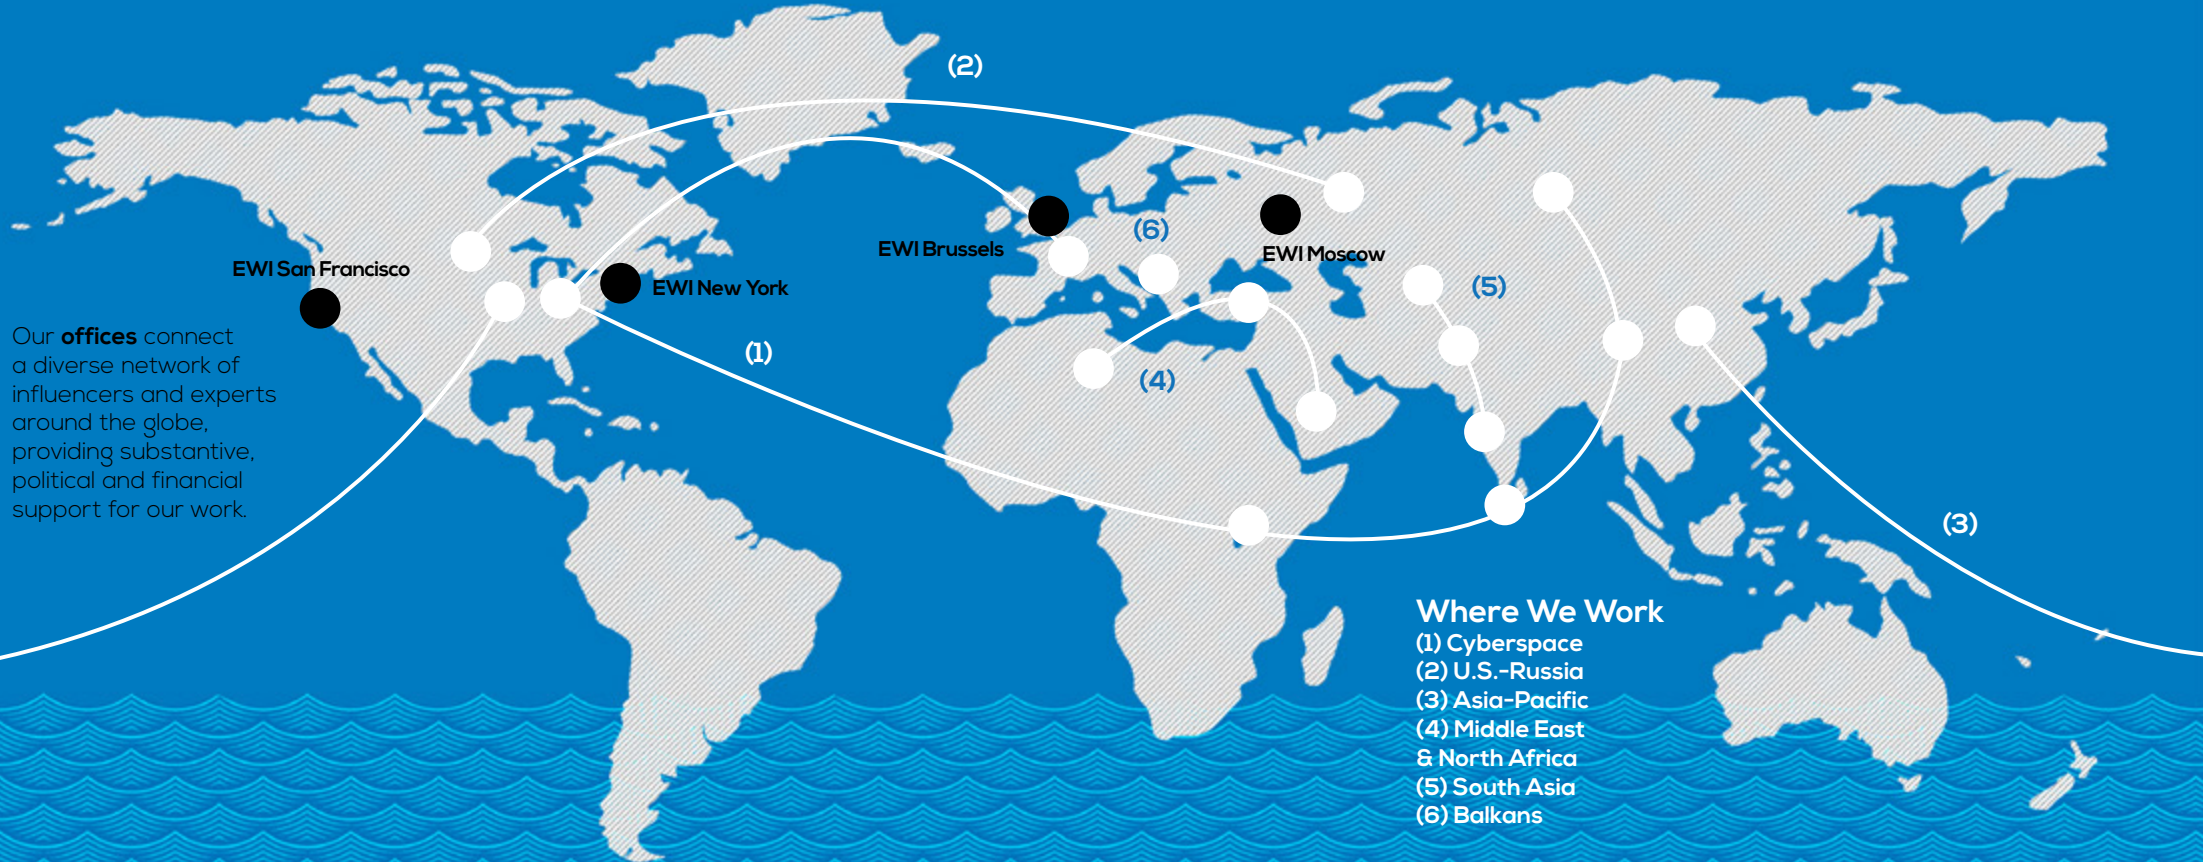 (2)
(6)
EWI Brussels
EWI Moscow
EWI San Francisco
EWI New York
(5)
Our offices connect
a diverse network of
influencers and experts
around the globe,
providing substantive,
political and financial
support for our work.
(1)
(4)
(3)
Where We Work
(1) Cyberspace
(2) U.S.-Russia
(3) Asia-Pacific
(4) Middle East
& North Africa
(5) South Asia
(6) Balkans